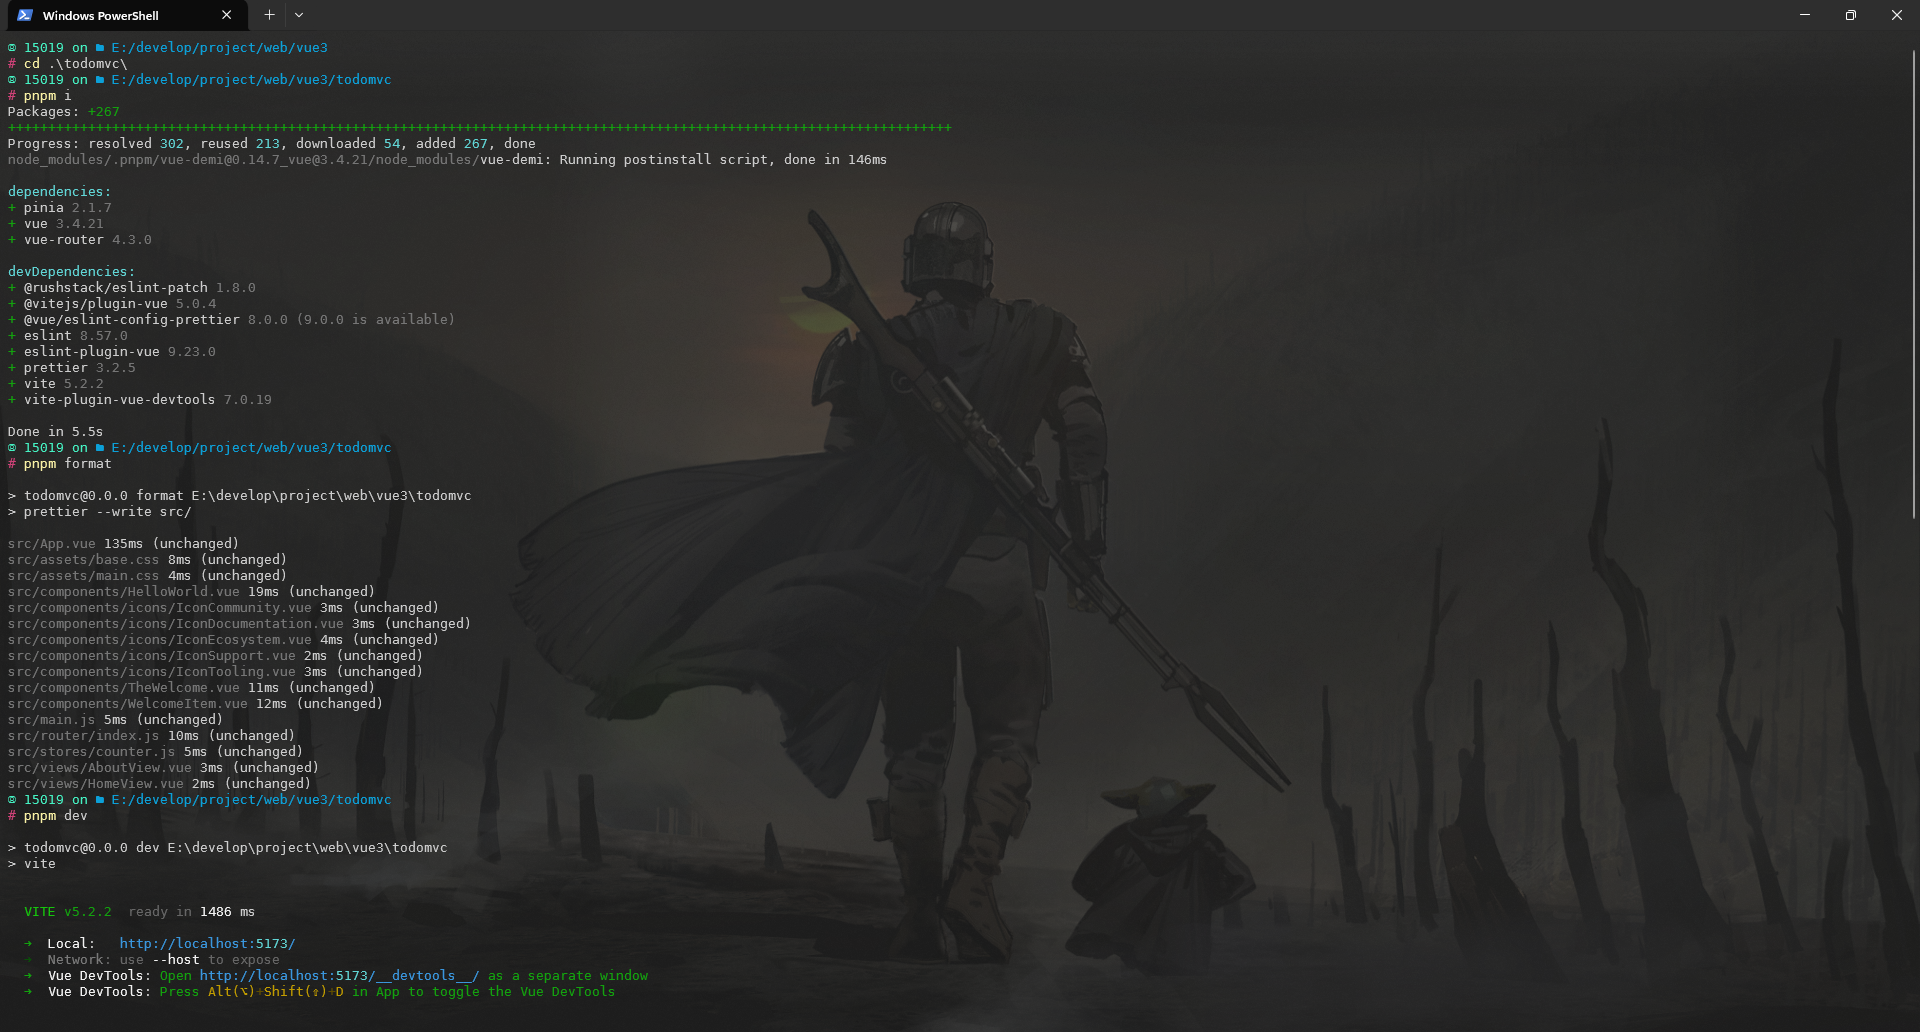 Windows PowerShell
15019 on E:/develop/project/web/vue3
# cd .\todomvc\
15019 on E:/develop/project/web/vue3/todomvc
# pnpm i
Packages: +267
++++++++++++++++++++++++++++++++++++++++++++++++++++++++++++++++++++++++++++++++++++++++++++++++++++++++++++++++++++++
Progress: resolved 302, reused 213, downloaded 54, added 267, done
node_modules/.pnpm/vue-demi@0.14.7_vue@3.4.21/node_modules/vue-demi: Running postinstall script, done in 146ms
dependencies:
+ pinia 2.1.7
+ vue 3.4.21
+ vue-router 4.3.0
devDependencies:
+ @rushstack/eslint-patch 1.8.0
+ @vitejs/plugin-vue 5.0.4
+ @vue/eslint-config-prettier 8.0.0 (9.0.0 is available)
+ eslint 8.57.0
+ eslint-plugin-vue 9.23.0
+ prettier 3.2.5
+ vite 5.2.2
+ vite-plugin-vue-devtools 7.0.19
Done in 5.5s
15019 on E:/develop/project/web/vue3/todomvc
# pnpm format
> todomvc@0.0.0 format E:\develop\project\web\vue3\todomvc
> prettier --write src/
src/App.vue 135ms (unchanged)
src/assets/base.css 8ms (unchanged)
src/assets/main.css 4ms (unchanged)
src/components/HelloWorld.vue 19ms (unchanged)
src/components/icons/IconCommunity.vue 3ms (unchanged)
src/components/icons/IconDocumentation.vue 3ms (unchanged)
src/components/icons/IconEcosystem.vue 4ms (unchanged)
src/components/icons/IconSupport.vue 2ms (unchanged)
src/components/icons/IconTooling.vue 3ms (unchanged)
src/components/TheWelcome.vue 11ms (unchanged)
src/components/WelcomeItem.vue 12ms (unchanged)
src/main.js 5ms (unchanged)
src/router/index.js 10ms (unchanged)
src/stores/counter.js 5ms (unchanged)
src/views/AboutView.vue 3ms (unchanged)
src/views/HomeView.vue 2ms (unchanged)
15019 on E:/develop/project/web/vue3/todomvc
# pnpm dev
> todomvc@0.0.0 dev E:\develop\project\web\vue3\todomvc
> vite
VITE v5.2.2 ready in 1486 ms
➜ Local: http://localhost:5173/
➜ Network: use --host to expose
➜ Vue DevTools: Open http://localhost:5173/__devtools__/ as a separate window
➜ Vue DevTools: Press Alt(⌥)+Shift(⇧)+D in App to toggle the Vue DevTools